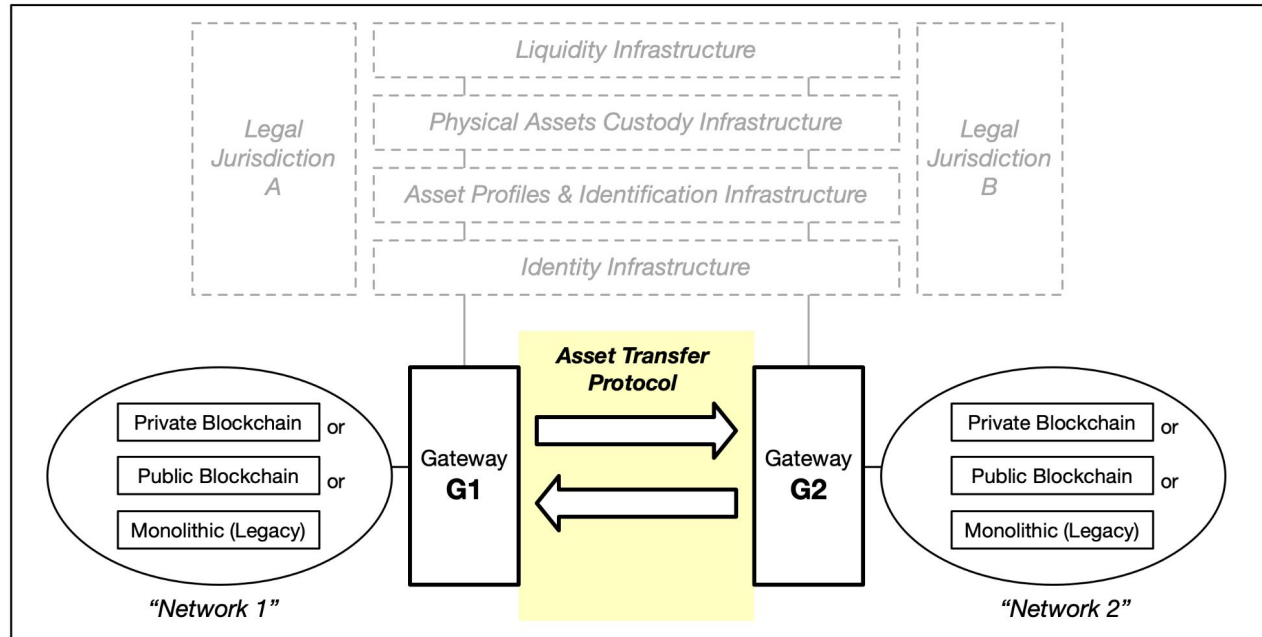 Liquidity Infrastructure
Legal
Jurisdiction
A
Physical Assets Custody Infrastructure
Legal
Jurisdiction
B
Asset Profiles & Identification Infrastructure
Identity Infrastructure
Asset Transfer
Protocol
Private Blockchain or
Public Blockchain or
Monolithic (Legacy)
Gateway
G1
Gateway
G2
Private Blockchain or
Public Blockchain or
Monolithic (Legacy)
“Network 1”
“Network 2”